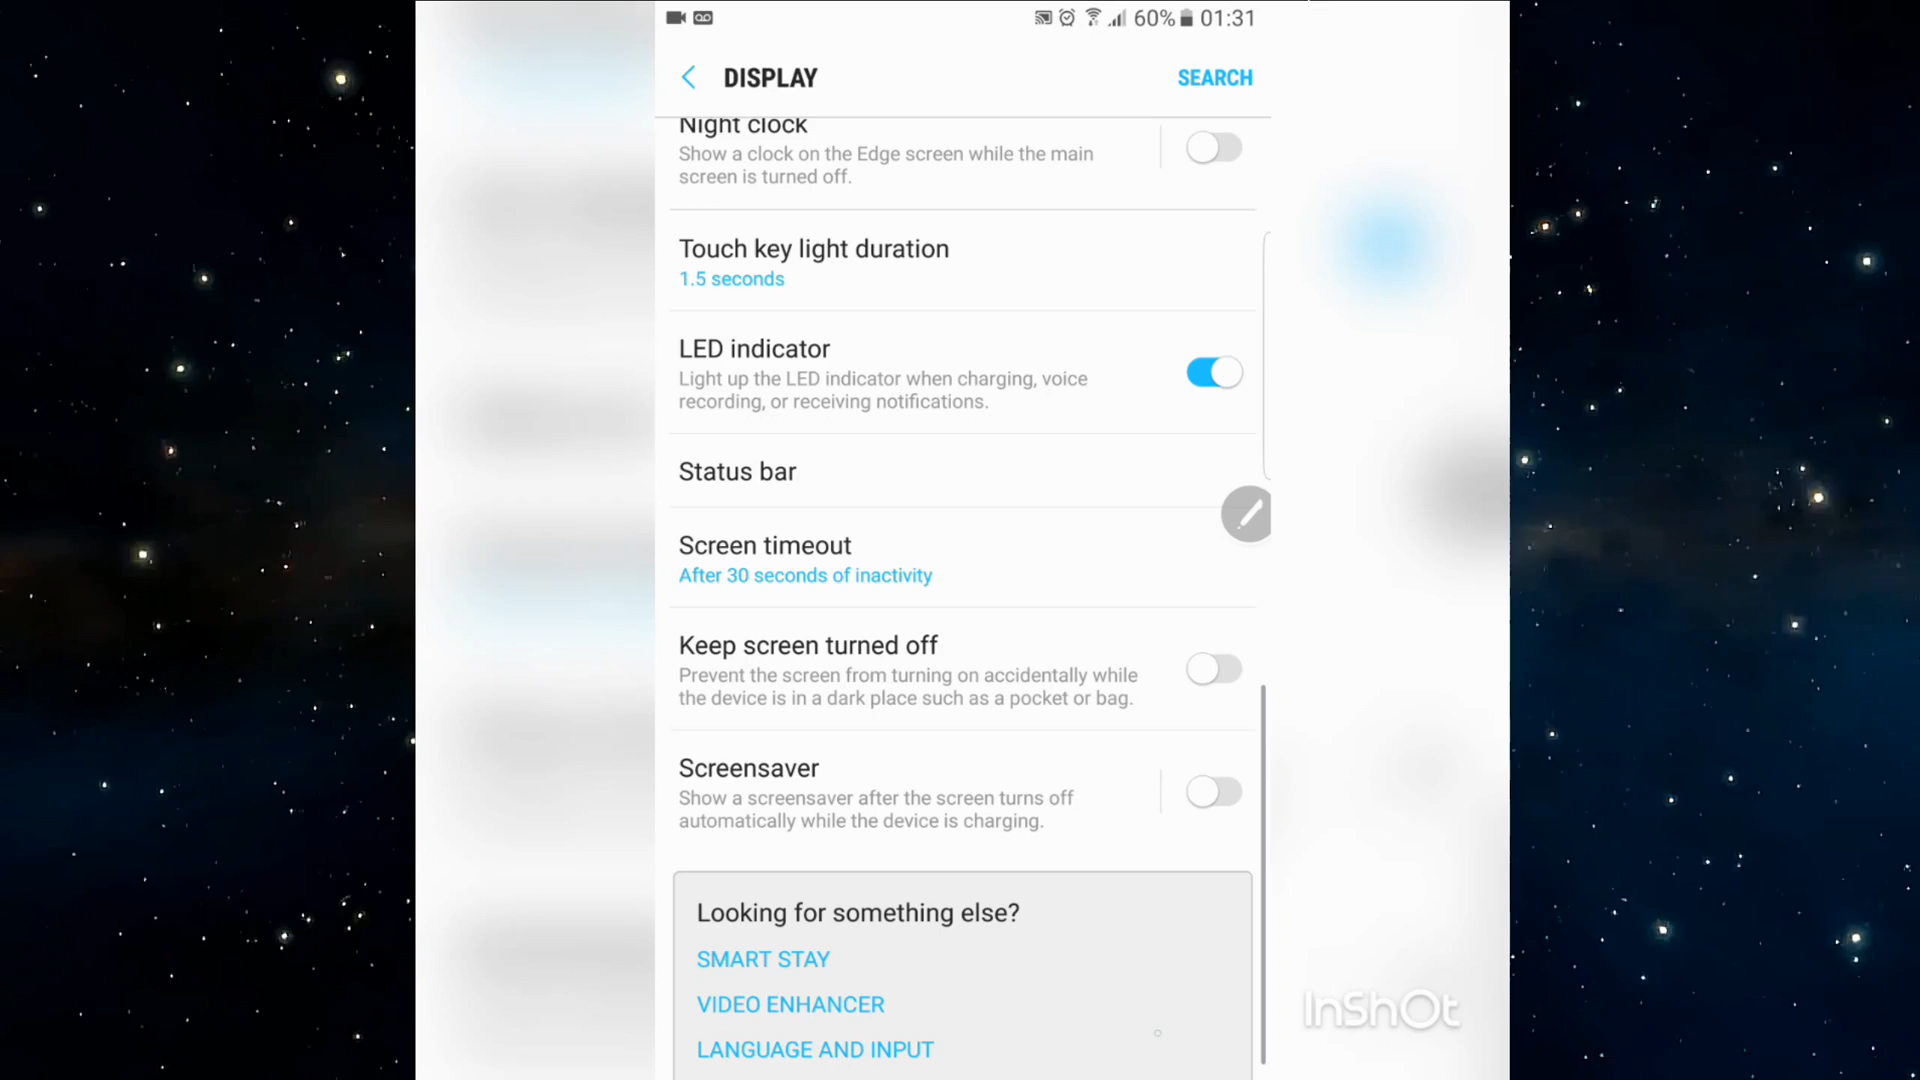 60% 01:31
DISPLAY
SEARCH
Night clock
Show a clock on the Edge screen while the main
screen is turned off.
Touch key light duration
1.5 seconds
LED indicator
Light up the LED indicator when charging, voice
recording, or receiving notifications.
Status bar
Screen timeout
After 30 seconds of inactivity
Keep screen turned off
Prevent the screen from turning on accidentally while
the device is in a dark place such as a pocket or bag.
Screensaver
Show a screensaver after the screen turns off
automatically while the device is charging.
Looking for something else?
SMART STAY
VIDEO ENHANCER
LANGUAGE AND INPUT
InShOt